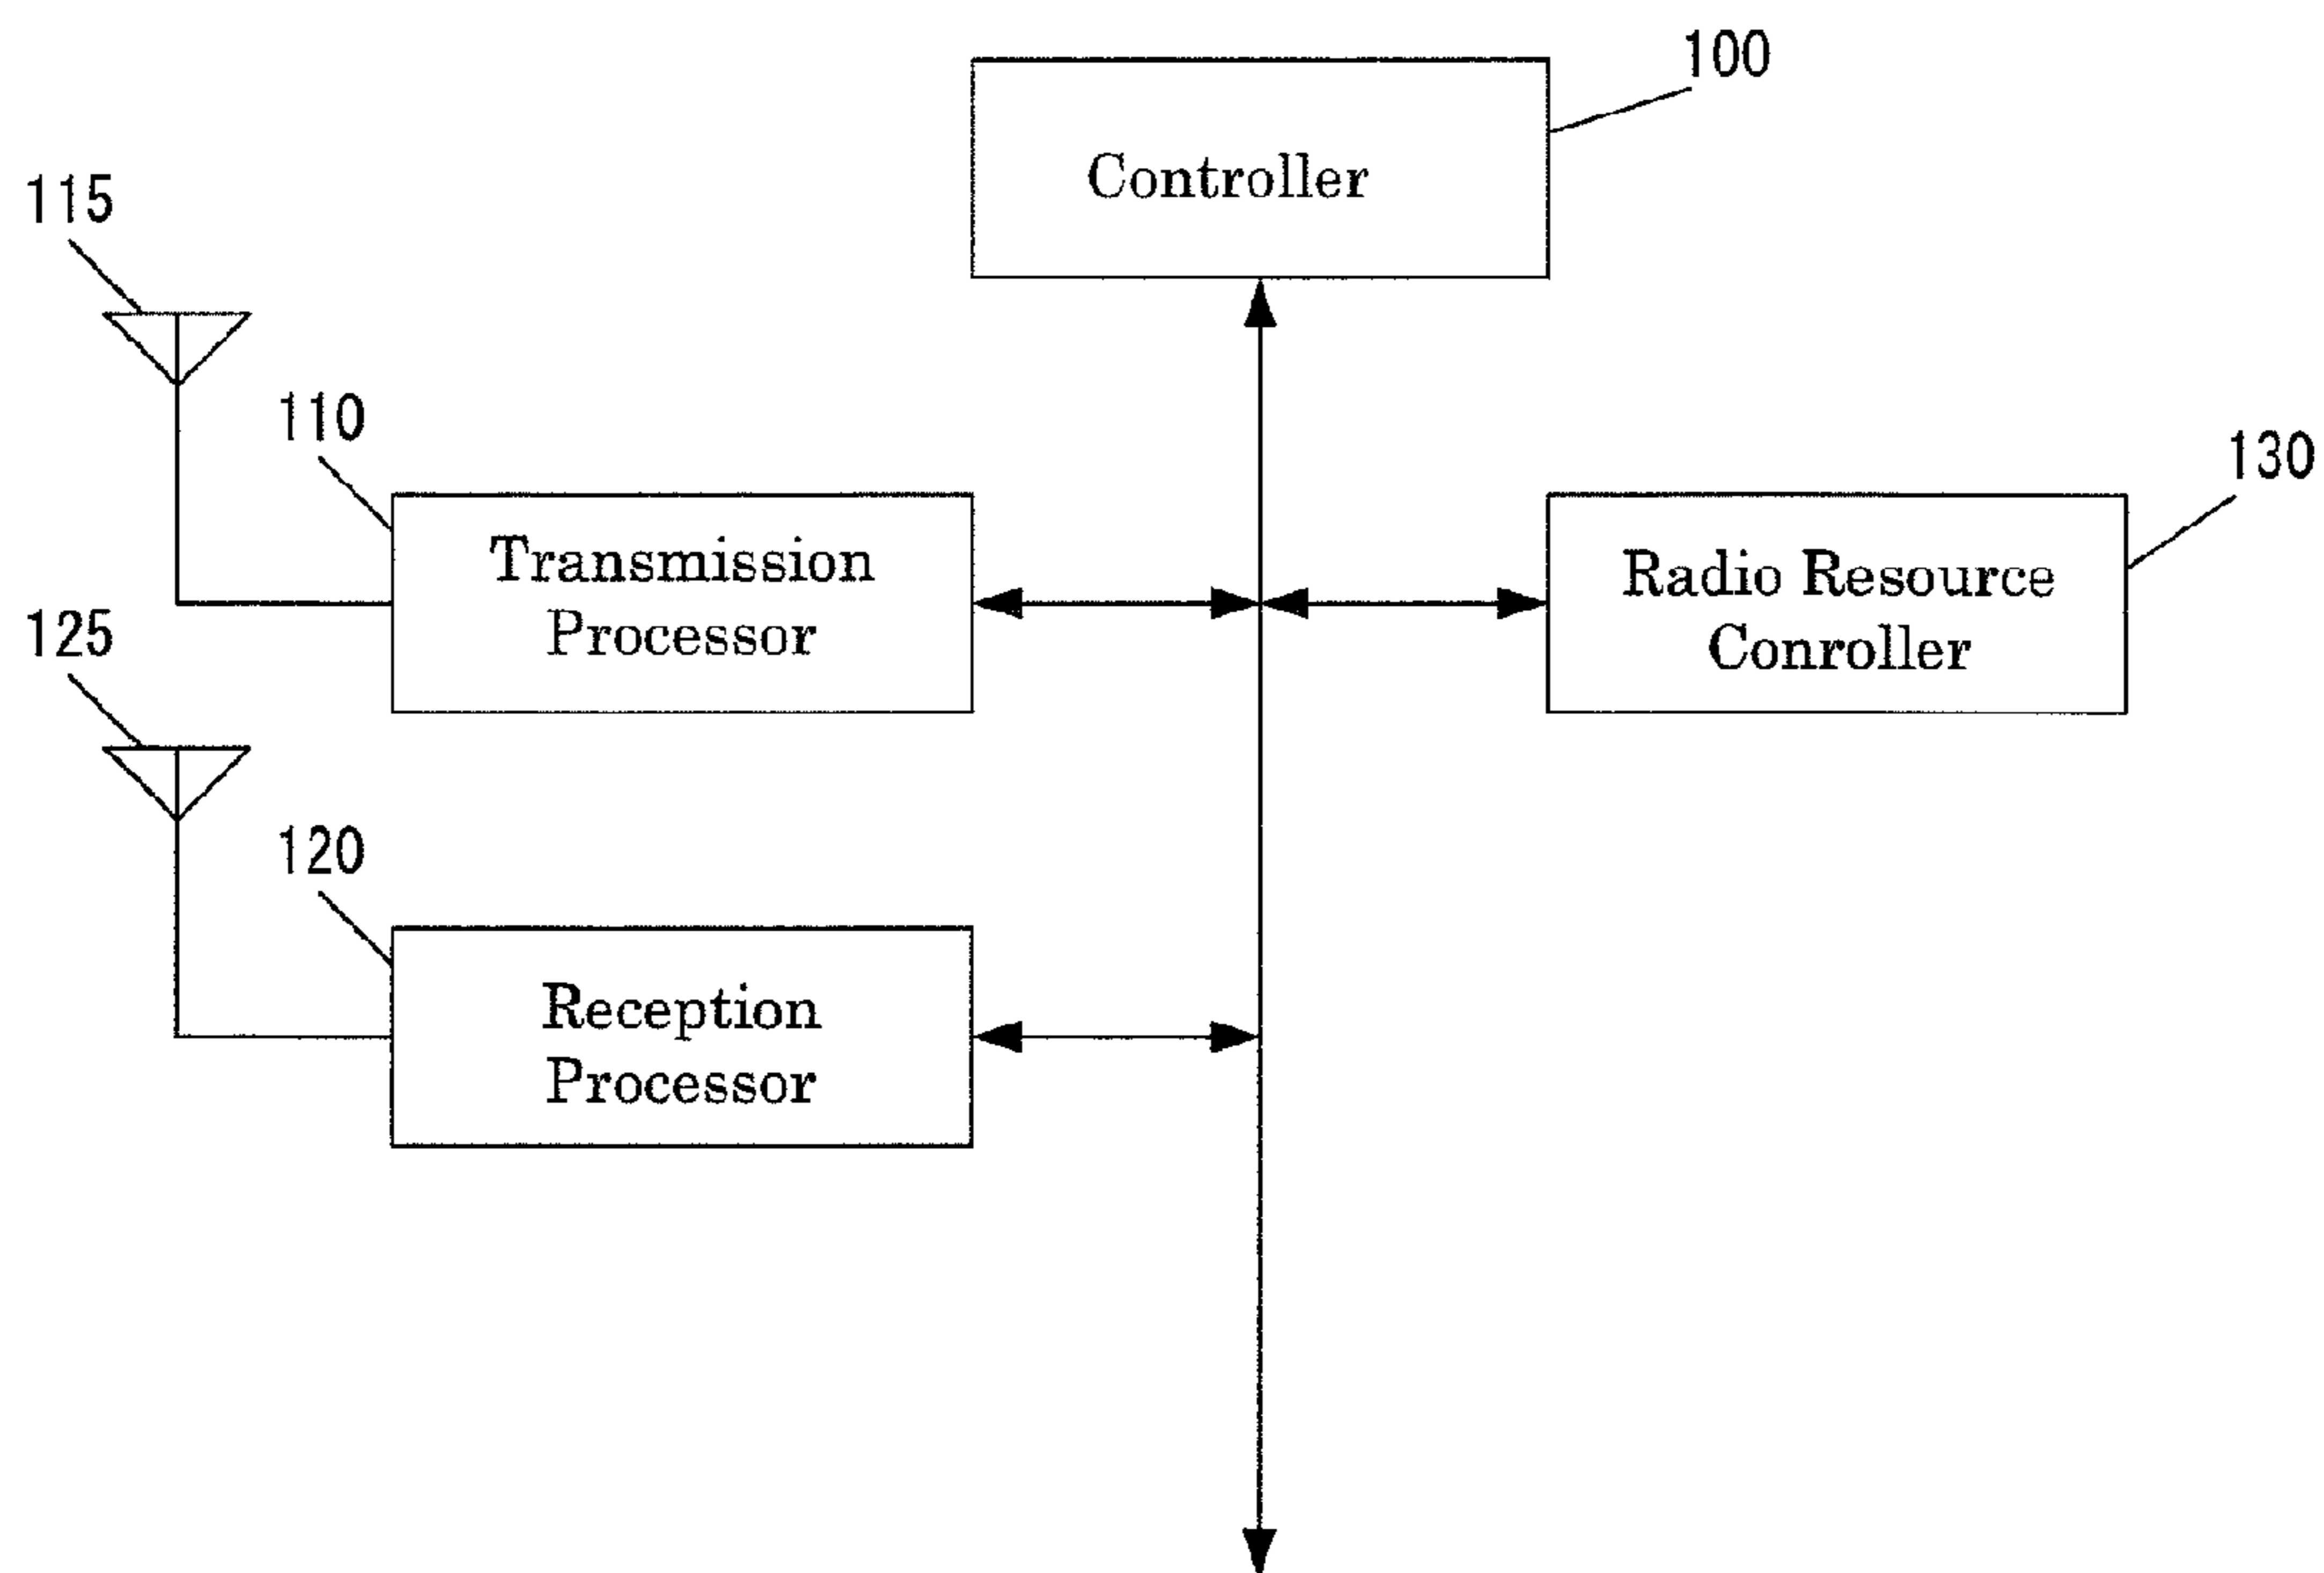 100
Controller
115
110
130
Transmission
Processor
Radio Resource
Conroller
125
120
Reception
Processor